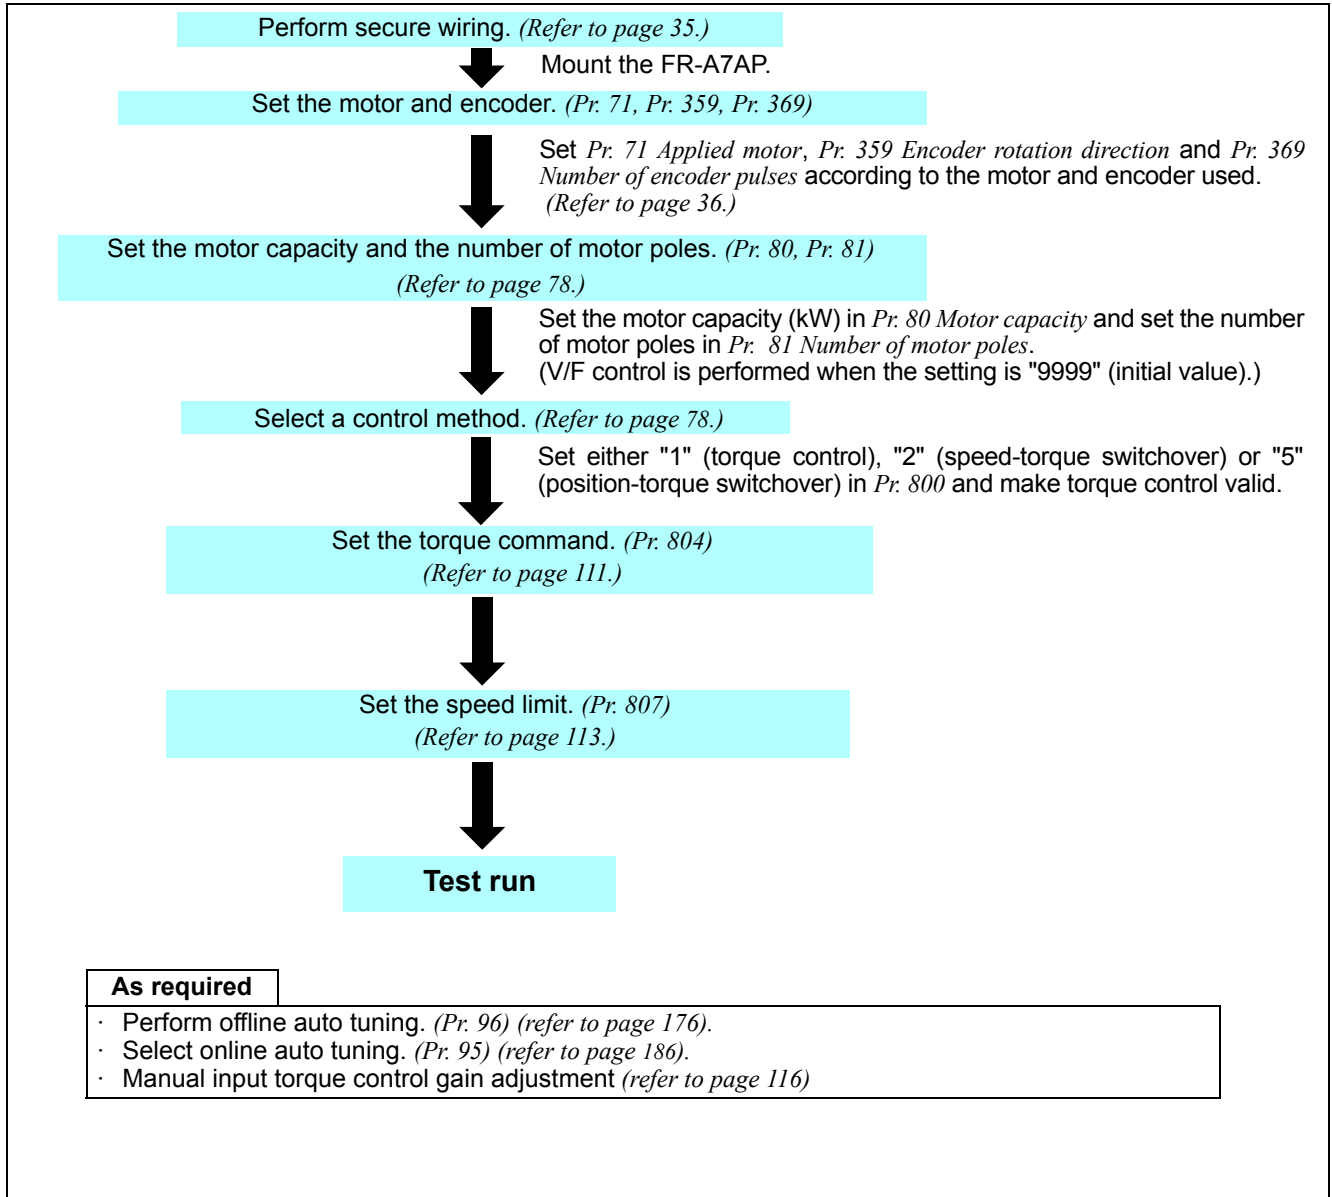 Perform secure wiring. (Refer to page 35.)
Mount the FR-A7AP.
Set the motor and encoder. (Pr. 71, Pr. 359, Pr. 369)
Set Pr. 71 Applied motor, Pr. 359 Encoder rotation direction and Pr. 369
Number of encoder pulses according to the motor and encoder used.
(Refer to page 36.)
Set the motor capacity and the number of motor poles. (Pr. 80, Pr. 81)
(Refer to page 78.)
Set the motor capacity (kW) in Pr. 80 Motor capacity and set the number
of motor poles in Pr. 81 Number of motor poles.
(V/F control is performed when the setting is "9999" (initial value).)
Select a control method. (Refer to page 78.)
Set either "1" (torque control), "2" (speed-torque switchover) or "5"
(position-torque switchover) in Pr. 800 and make torque control valid.
Set the torque command. (Pr. 804)
(Refer to page 111.)
Set the speed limit. (Pr. 807)
(Refer to page 113.)
Test run
As required
· Perform offline auto tuning. (Pr. 96) (refer to page 176).
· Select online auto tuning. (Pr. 95) (refer to page 186).
· Manual input torque control gain adjustment (refer to page 116)